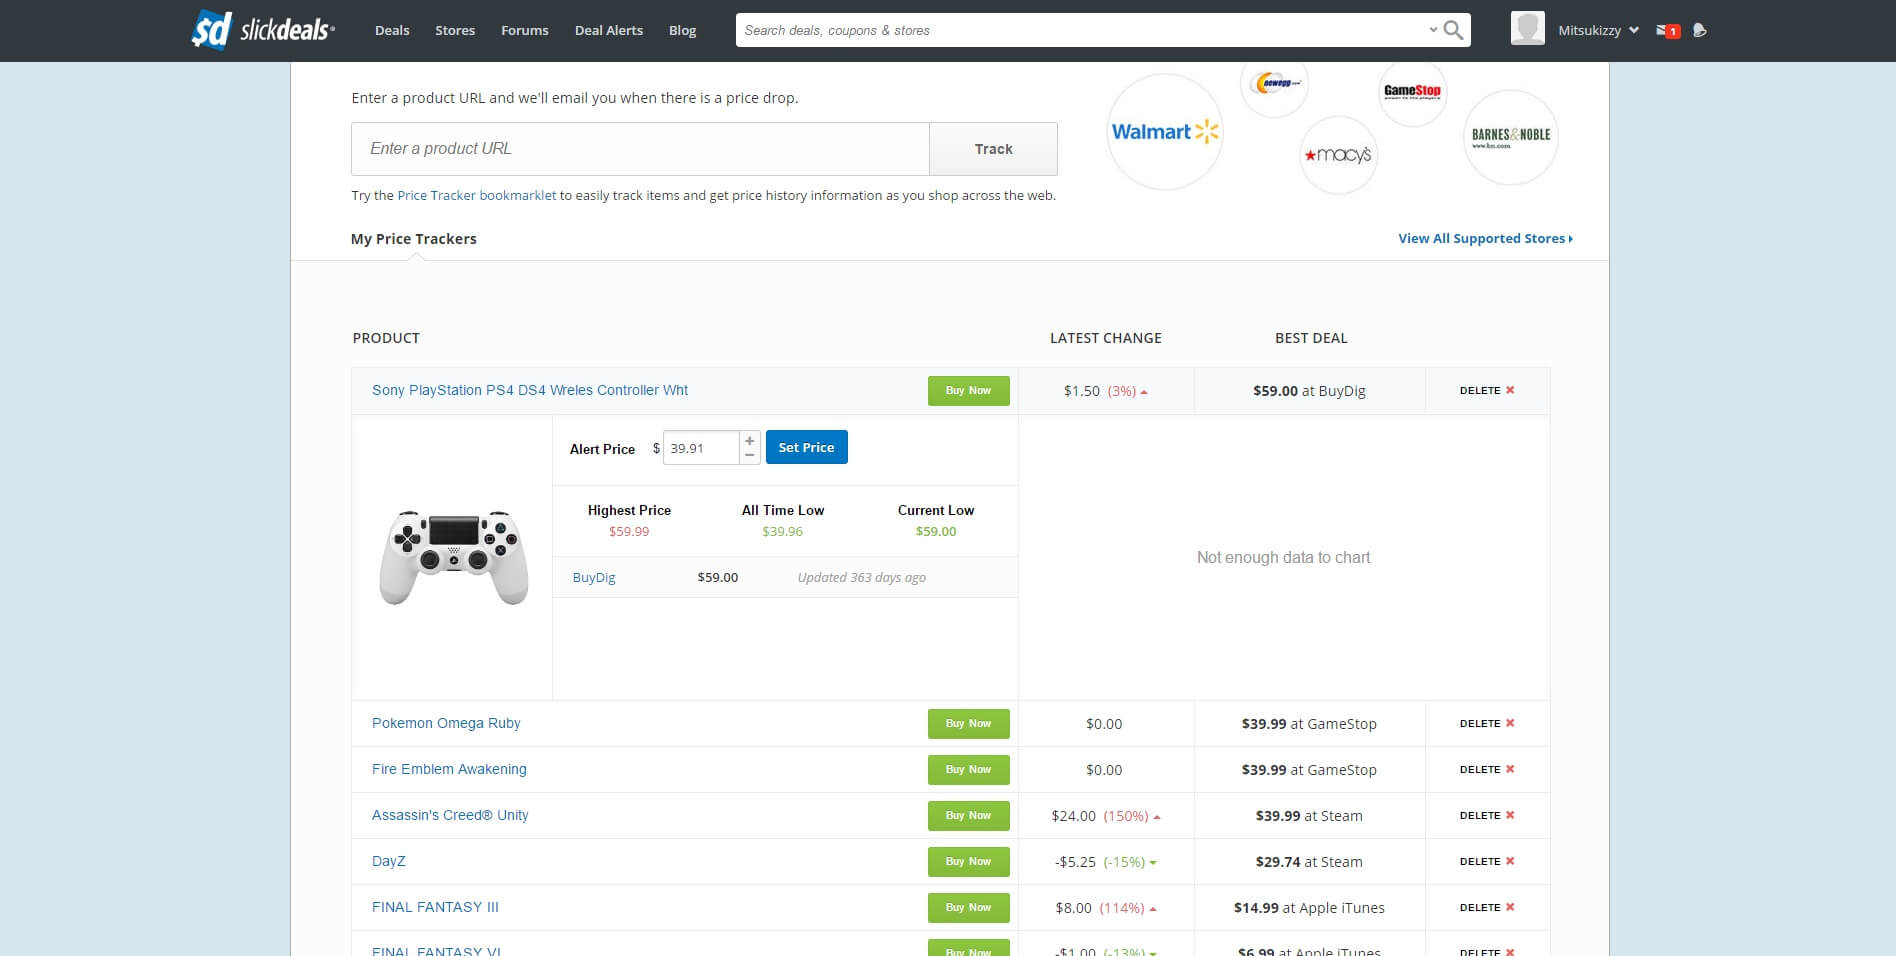 sd slickdeals Deals Stores Forums Deal Alerts Blog Search deals, coupons & stores Mitsukizzy 1
Enter a product URL and we'll email you when there is a price drop.
Enter a product URL Track
Try the Price Tracker bookmarklet to easily track items and get price history information as you shop across the web.
Walmart
newegg.com
macy's
GameStop
power to the players
BARNES&NOBLE
www.bn.com
My Price Trackers View All Supported Stores
PRODUCT LATEST CHANGE BEST DEAL
Sony PlayStation PS4 DS4 Wreles Controller Wht Buy Now $1.50 (3%) $59.00 at BuyDig DELETE
Alert Price $ 39.91 + − Set Price
Highest Price All Time Low Current Low
$59.99 $39.96 $59.00
BuyDig $59.00 Updated 363 days ago
Not enough data to chart
Pokemon Omega Ruby Buy Now $0.00 $39.99 at GameStop DELETE
Fire Emblem Awakening Buy Now $0.00 $39.99 at GameStop DELETE
Assassin's Creed® Unity Buy Now $24.00 (150%) $39.99 at Steam DELETE
DayZ Buy Now -$5.25 (-15%) $29.74 at Steam DELETE
FINAL FANTASY III Buy Now $8.00 (114%) $14.99 at Apple iTunes DELETE
FINAL FANTASY VI Buy Now -$1.00 (-13%) $6.99 at Apple iTunes DELETE